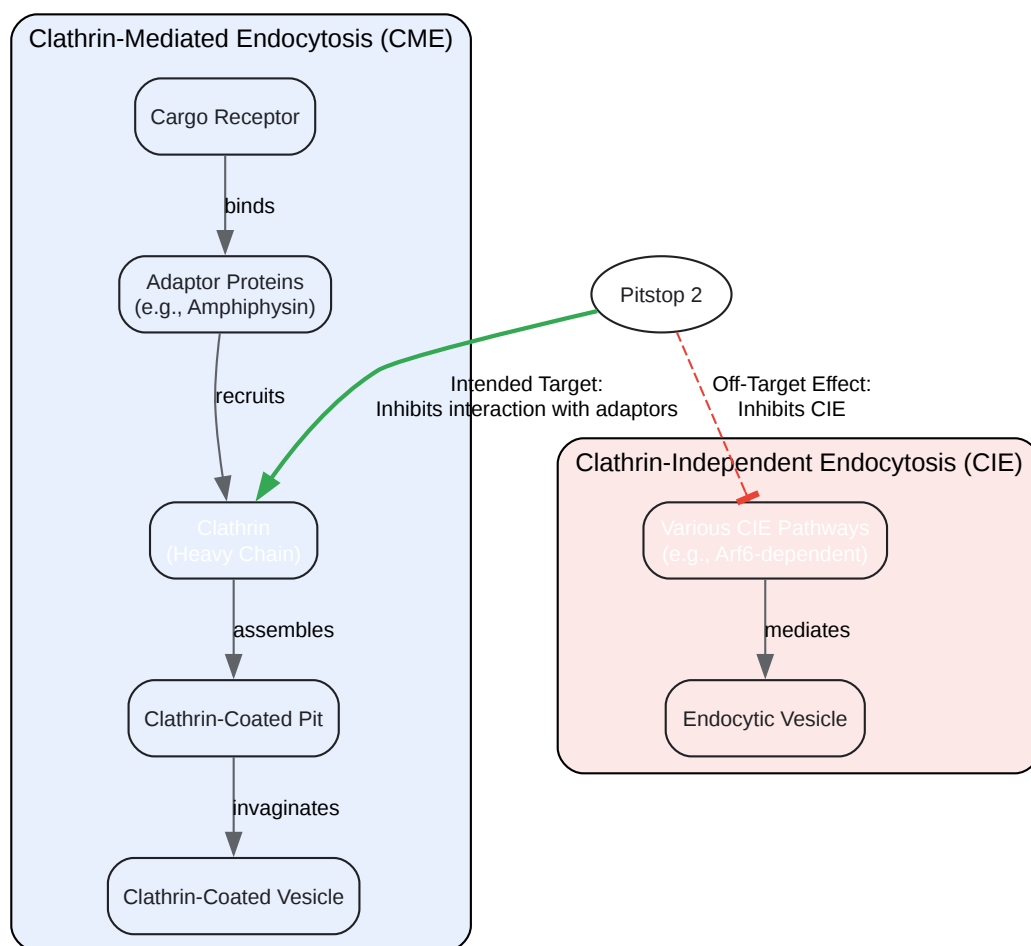 Clathrin-Mediated Endocytosis (CME)
Cargo Receptor
binds
Adaptor Proteins
(e.g., Amphiphysin)
recruits
Clathrin
(Heavy Chain)
assembles
Clathrin-Coated Pit
invaginates
Clathrin-Coated Vesicle
Pitstop 2
Intended Target:
Inhibits interaction with adaptors
Off-Target Effect:
Inhibits CIE
Clathrin-Independent Endocytosis (CIE)
Various CIE Pathways
(e.g., Arf6-dependent)
mediates
Endocytic Vesicle